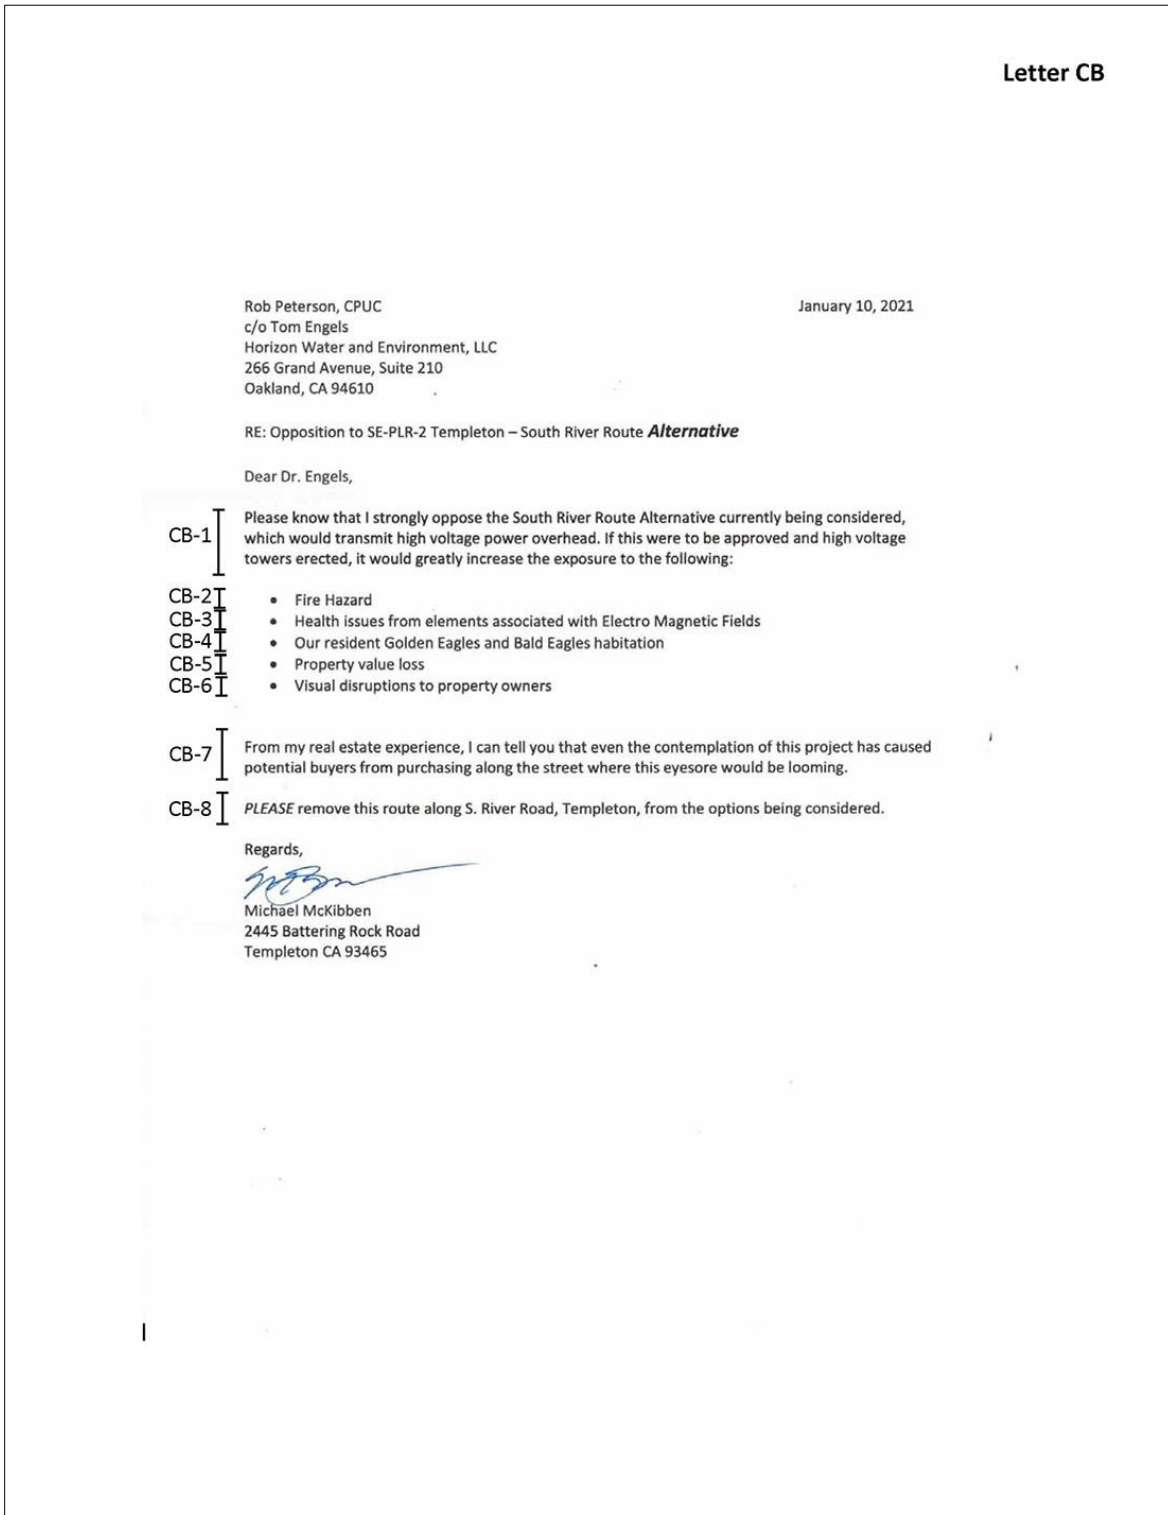 Letter CB
Rob Peterson, CPUC January 10, 2021
c/o Tom Engels
Horizon Water and Environment, LLC
266 Grand Avenue, Suite 210
Oakland, CA 94610
RE: Opposition to SE-PLR-2 Templeton – South River Route Alternative
Dear Dr. Engels,
CB-1 Please know that I strongly oppose the South River Route Alternative currently being considered,
which would transmit high voltage power overhead. If this were to be approved and high voltage
towers erected, it would greatly increase the exposure to the following:
CB-2 • Fire Hazard
CB-3 • Health issues from elements associated with Electro Magnetic Fields
CB-4 • Our resident Golden Eagles and Bald Eagles habitation
CB-5 • Property value loss
CB-6 • Visual disruptions to property owners
CB-7 From my real estate experience, I can tell you that even the contemplation of this project has caused
potential buyers from purchasing along the street where this eyesore would be looming.
CB-8 PLEASE remove this route along S. River Road, Templeton, from the options being considered.
Regards,
Michael McKibben
2445 Battering Rock Road
Templeton CA 93465